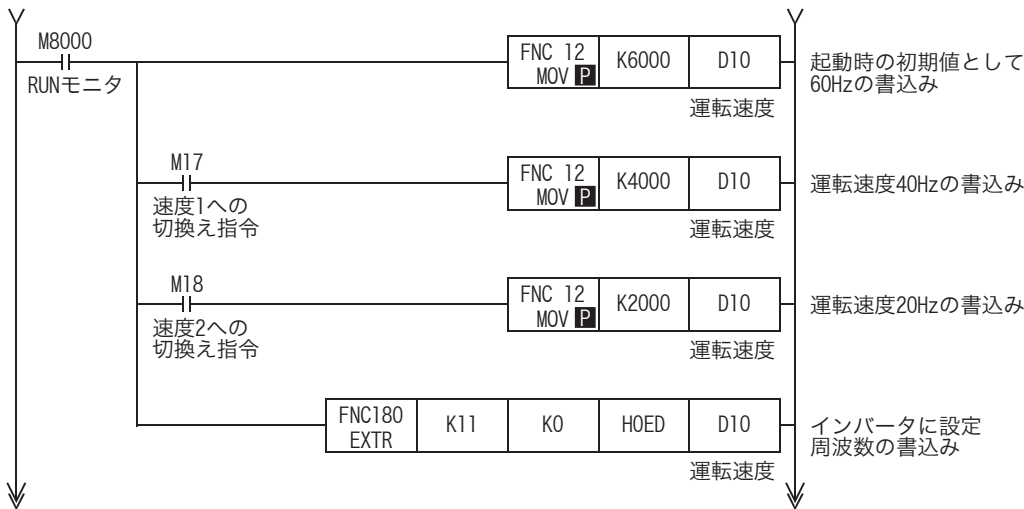 M8000
RUNモニタ
FNC 12
MOV P
K6000
D10
運転速度
起動時の初期値として
60Hzの書込み
M17
速度1への
切換え指令
FNC 12
MOV P
K4000
D10
運転速度
運転速度40Hzの書込み
M18
速度2への
切換え指令
FNC 12
MOV P
K2000
D10
運転速度
運転速度20Hzの書込み
FNC180
EXTR
K11
K0
H0ED
D10
運転速度
インバータに設定
周波数の書込み